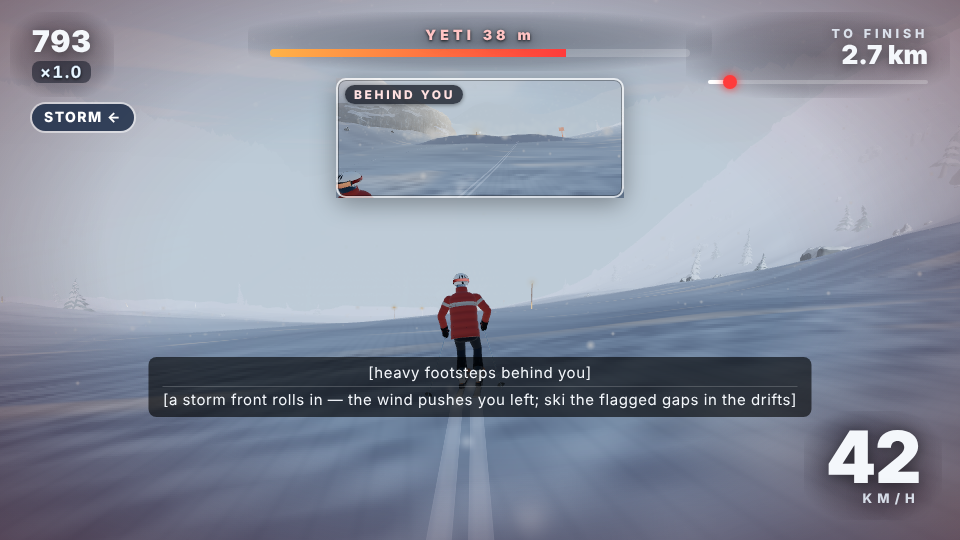 793
×1.0
STORM ←
YETI 38 m
BEHIND YOU
TO FINISH
2.7 km
[heavy footsteps behind you]
[a storm front rolls in — the wind pushes you left; ski the flagged gaps in the drifts]
42
KM/H